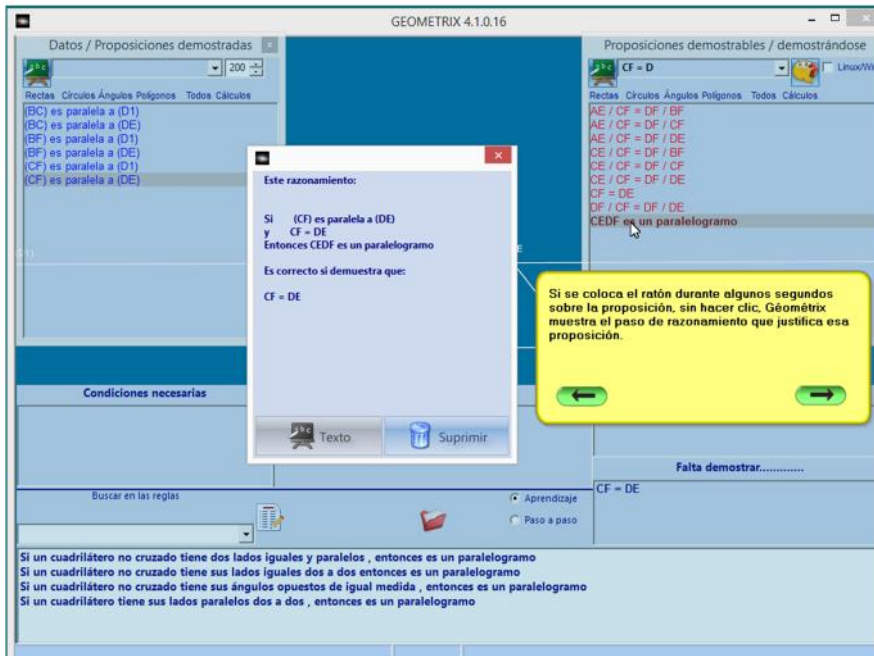 GEOMETRIX 4.1.0.16
Datos / Proposiciones demostradas
200
Rectas Círculos Ángulos Polígonos Todos Cálculos
(BC) es paralela a (D1)
(BC) es paralela a (DE)
(BF) es paralela a (D1)
(BF) es paralela a (DE)
(CF) es paralela a (D1)
(CF) es paralela a (DE)
Proposiciones demostrables / demostrándose
CF = D
Linux/W
Rectas Círculos Ángulos Polígonos Todos Cálculos
AE / CF = DF / BF
AE / CF = DF / CF
AE / CF = DF / DE
CE / CF = DF / BF
CE / CF = DF / CF
CE / CF = DF / DE
CF = DE
DF / CF = DF / DE
CEDF es un paralelogramo
Este razonamiento:
Si (CF) es paralela a (DE)
y CF = DE
Entonces CEDF es un paralelogramo
Es correcto si demuestra que:
CF = DE
Texto
Suprimir
E
Si se coloca el ratón durante algunos segundos
sobre la proposición, sin hacer clic, Géométrix
muestra el paso de razonamiento que justifica esa
proposición.
Condiciones necesarias
Falta demostrar.............
CF = DE
Buscar en las reglas
Aprendizaje
Paso a paso
Si un cuadrilátero no cruzado tiene dos lados iguales y paralelos , entonces es un paralelogramo
Si un cuadrilátero no cruzado tiene sus lados iguales dos a dos entonces es un paralelogramo
Si un cuadrilátero no cruzado tiene sus ángulos opuestos de igual medida , entonces es un paralelogramo
Si un cuadrilátero tiene sus lados paralelos dos a dos , entonces es un paralelogramo